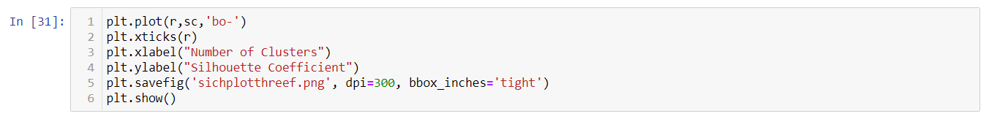 In [31]:
1 plt.plot(r,sc,'bo-')
2 plt.xticks(r)
3 plt.xlabel("Number of Clusters")
4 plt.ylabel("Silhouette Coefficient")
5 plt.savefig('sichplotthreef.png', dpi=300, bbox_inches='tight')
6 plt.show()